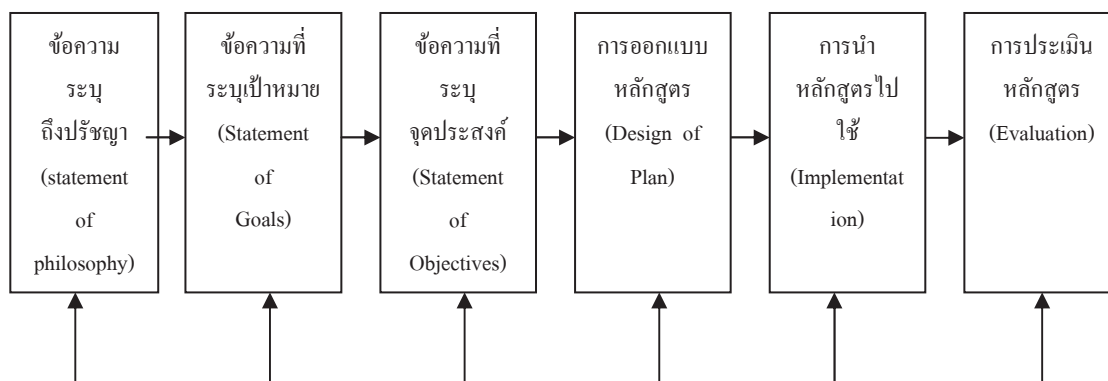 ข้อความ
ระบุ
ถึงปรัชญา
(statement
of
philosophy)
ข้อความที่
ระบุเป้าหมาย
(Statement
of
Goals)
ข้อความที่
ระบุ
จุดประสงค์
(Statement
of
Objectives)
การออกแบบ
หลักสูตร
(Design of
Plan)
การนำ
หลักสูตรไป
ใช้
(Implementat
ion)
การประเมิน
หลักสูตร
(Evaluation)